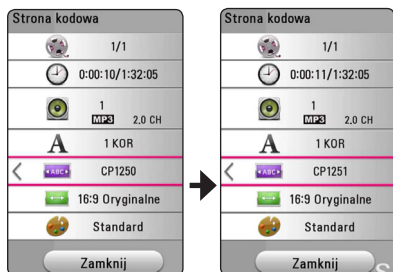 Strona kodowa
1/1
0:00:10/1:32:05
1
MP3 2,0 CH
A 1 KOR
ABC CP1250
16:9 Oryginalne
Standard
Zamknij
Strona kodowa
1/1
0:00:11/1:32:05
1
MP3 2,0 CH
A 1 KOR
ABC CP1251
16:9 Oryginalne
Standard
Zamknij